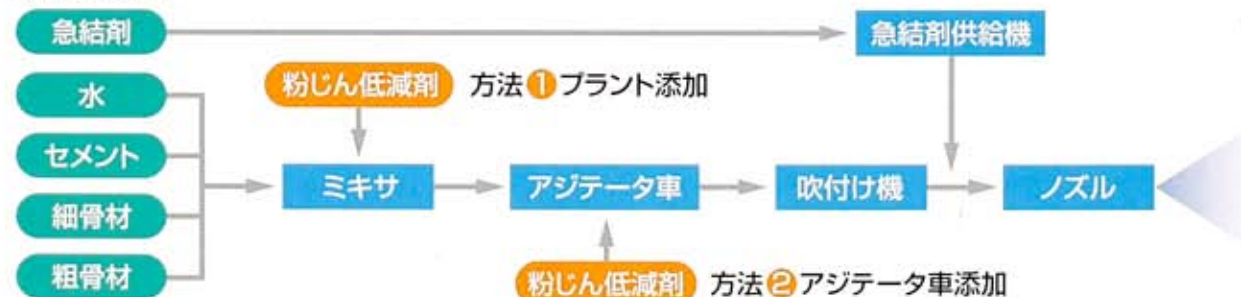 急結剤
急結剤供給機
水
粉じん低減剤 方法❶プラント添加
セメント
ミキサ
アジテータ車
吹付け機
ノズル
細骨材
粗骨材
粉じん低減剤 方法❷アジテータ車添加